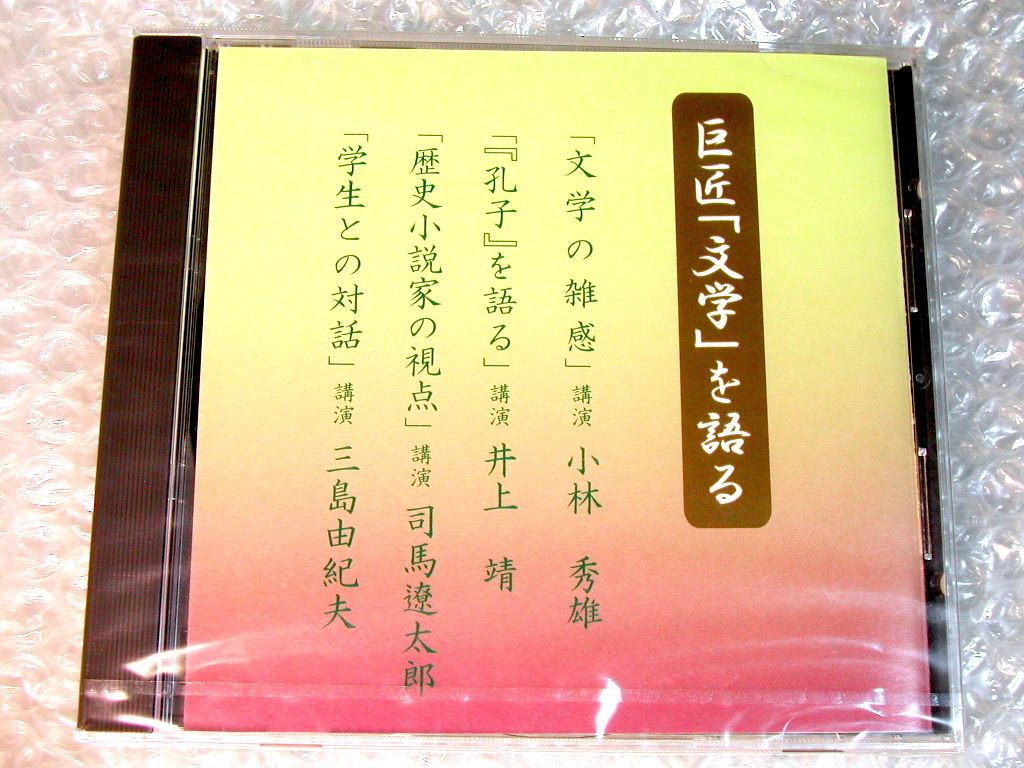 巨匠「文学」を語る
「文学の雑感」講演 小林 秀雄
「『孔子』を語る」講演 井上 靖
「歴史小説家の視点」講演 司馬遼太郎
「学生との対話」講演 三島由紀夫